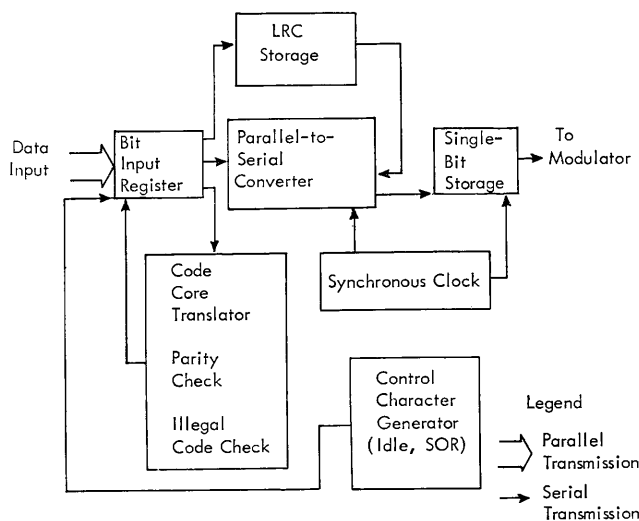 LRC
Storage
Data
Input
Bit
Input
Register
Parallel-to-
Serial
Converter
Single-
Bit
Storage
To
Modulator
Code
Core
Translator
Parity
Check
Illegal
Code Check
Synchronous Clock
Control
Character
Generator
(Idle, SOR)
Legend
Parallel
Transmission
Serial
Transmission